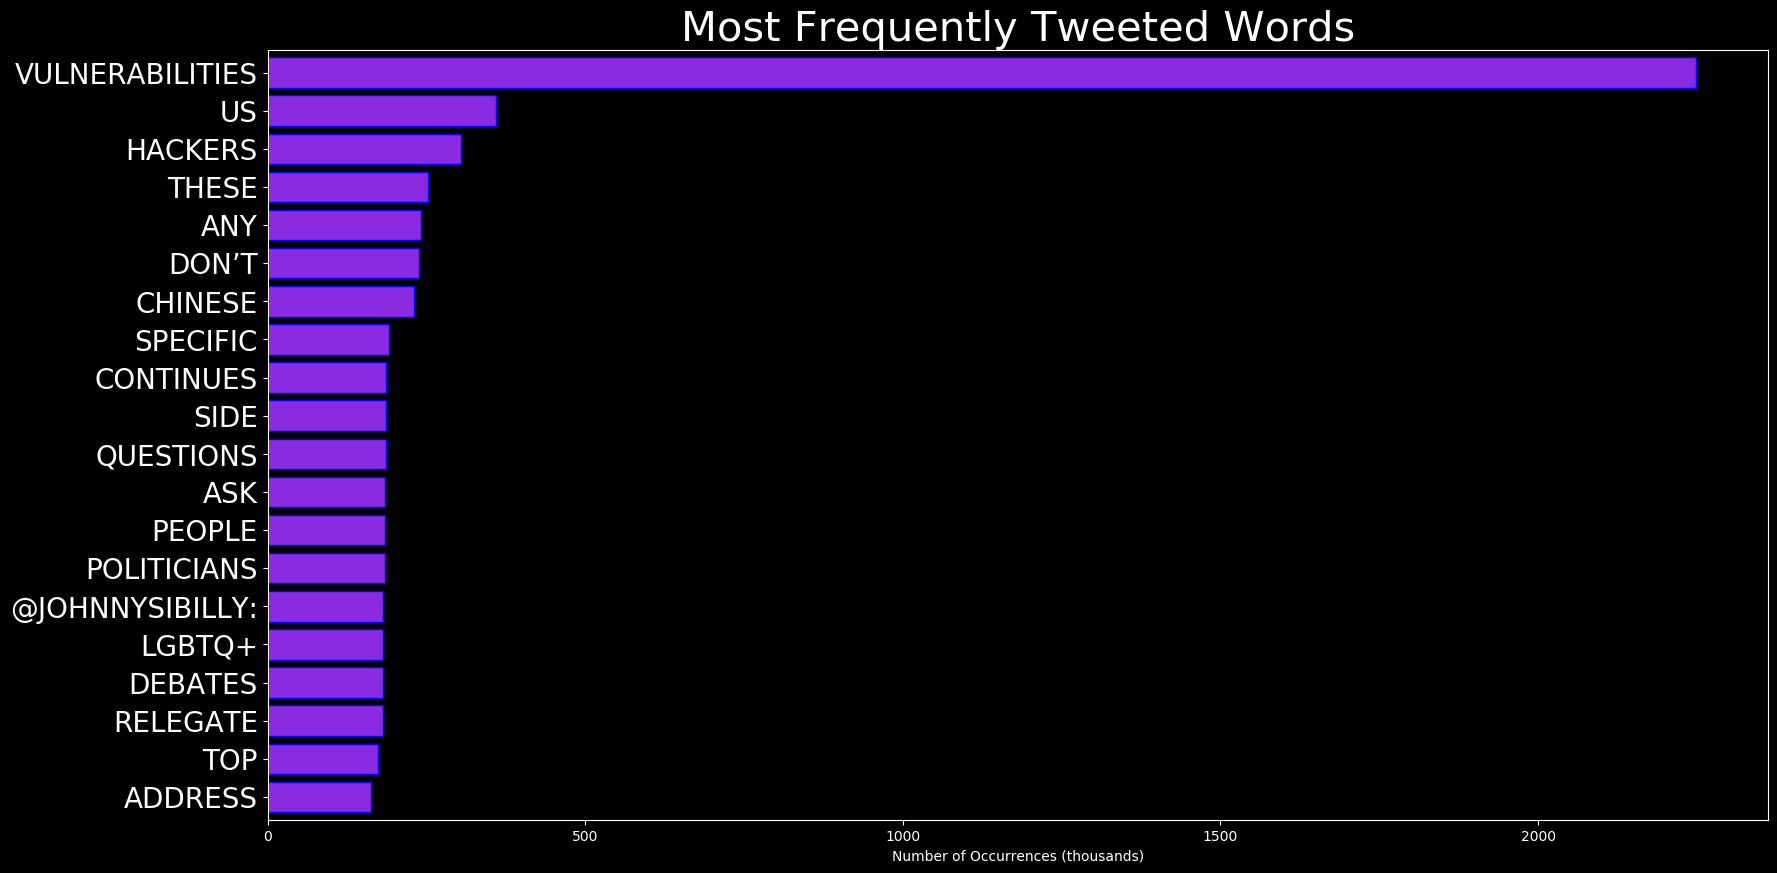 Most Frequently Tweeted Words
VULNERABILITIES
US
HACKERS
THESE
ANY
DON’T
CHINESE
SPECIFIC
CONTINUES
SIDE
QUESTIONS
ASK
PEOPLE
POLITICIANS
@JOHNNYSIBILLY:
LGBTQ+
DEBATES
RELEGATE
TOP
ADDRESS
0 500 1000 1500 2000
Number of Occurrences (thousands)